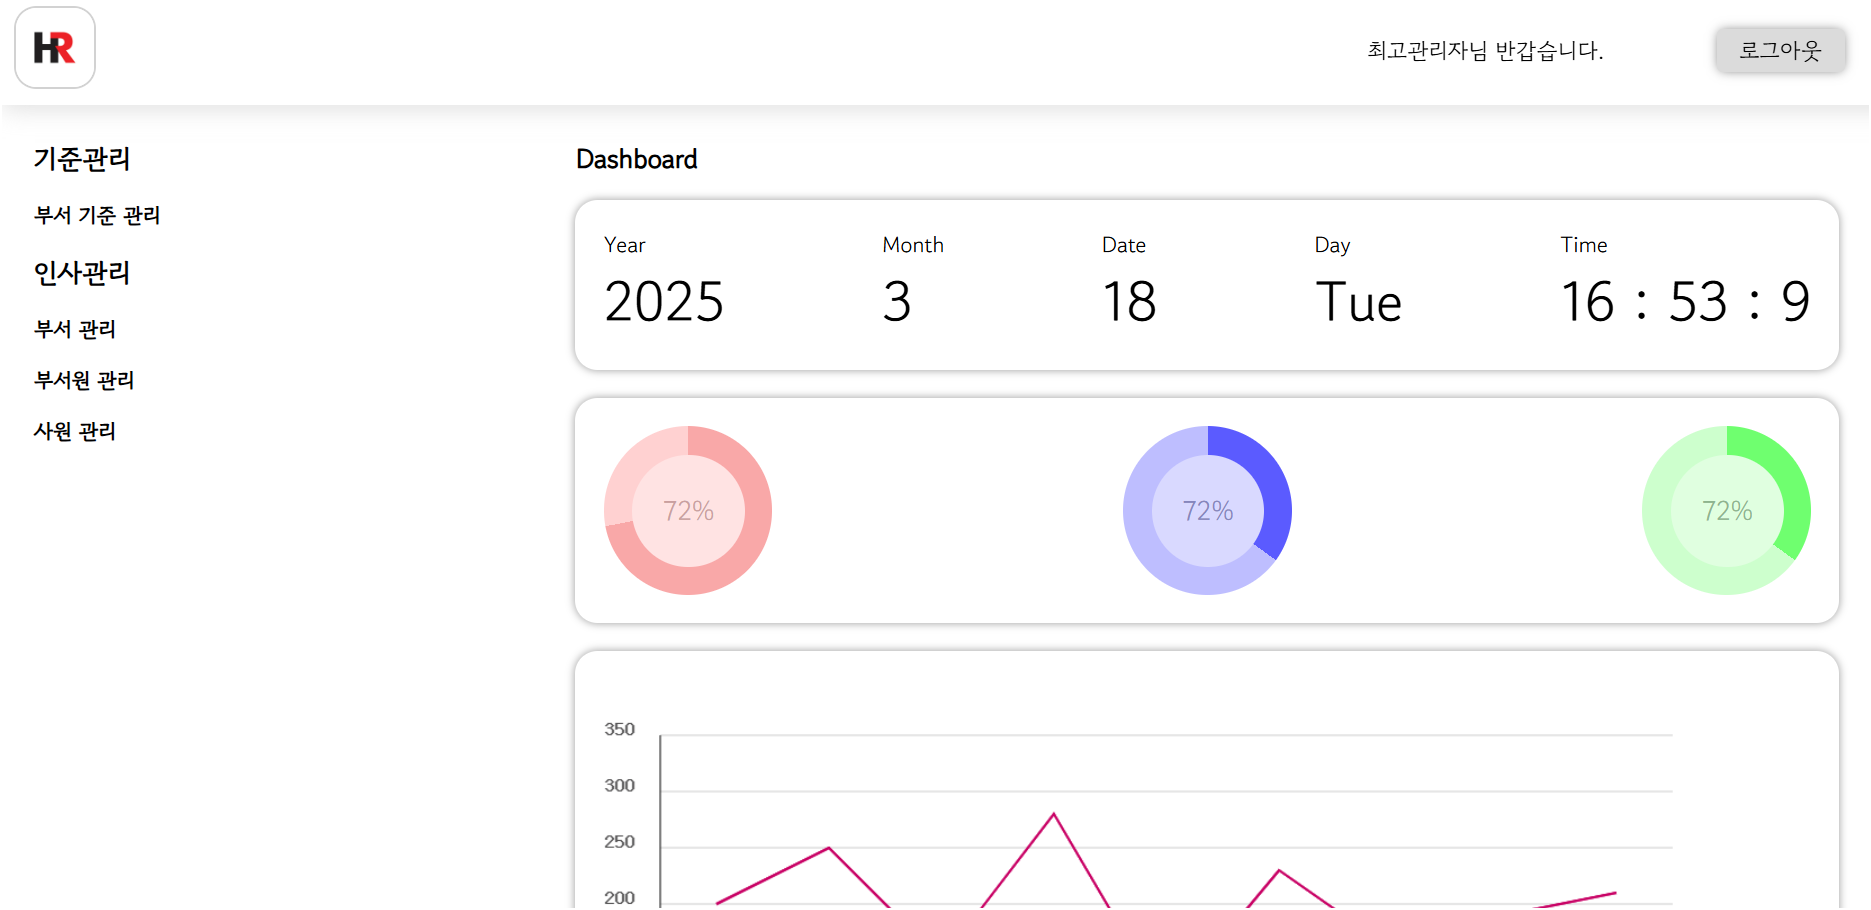 HR
최고관리자님 반갑습니다.
로그아웃
기준관리
부서 기준 관리
인사관리
부서 관리
부서원 관리
사원 관리
Dashboard
Year Month Date Day Time
2025 3 18 Tue 16 : 53 : 9
72% 72% 72%
350
300
250
200